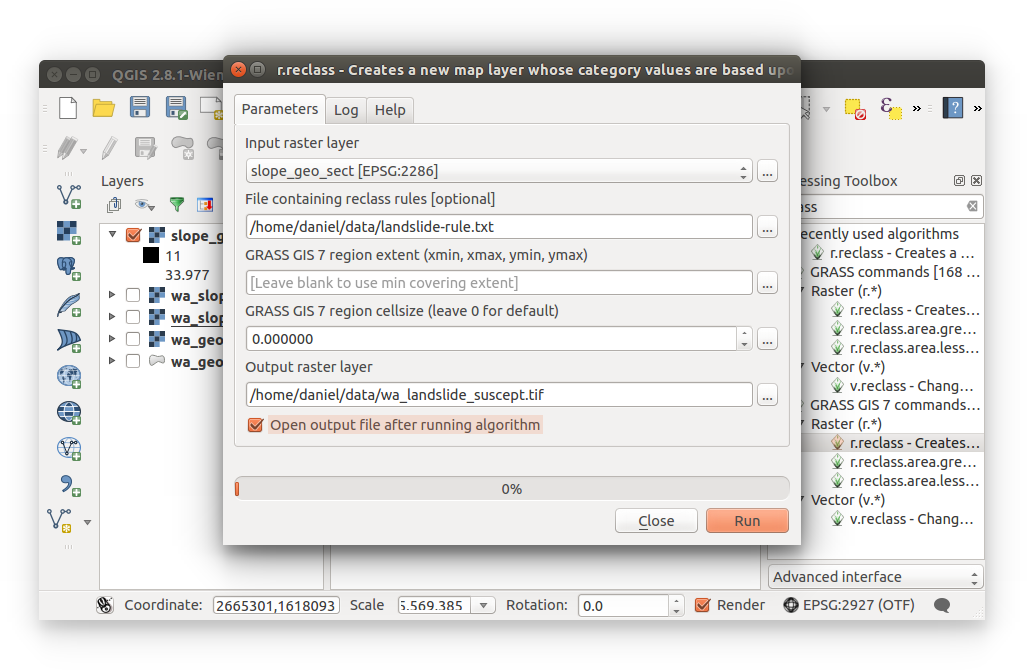 QGIS 2.8.1-Wien
r.reclass - Creates a new map layer whose category values are based upo
Parameters
Log
Help
Input raster layer
slope_geo_sect [EPSG:2286]
...
File containing reclass rules [optional]
/home/daniel/data/landslide-rule.txt
...
GRASS GIS 7 region extent (xmin, xmax, ymin, ymax)
[Leave blank to use min covering extent]
...
GRASS GIS 7 region cellsize (leave 0 for default)
0.000000
...
Output raster layer
/home/daniel/data/wa_landslide_suscept.tif
...
Open output file after running algorithm
0%
Close
Run
Layers
slope_g
11
33.977
wa_slop
wa_slop
wa_geo
wa_geo
essing Toolbox
ass
ecently used algorithms
r.reclass - Creates a ...
GRASS commands [168 ...
Raster (r.*)
r.reclass - Creates...
r.reclass.area.gre...
r.reclass.area.less...
Vector (v.*)
v.reclass - Chang...
GRASS GIS 7 commands...
Raster (r.*)
r.reclass - Creates...
r.reclass.area.gre...
r.reclass.area.less...
Vector (v.*)
v.reclass - Chang...
Advanced interface
Coordinate:
2665301,1618093
Scale
5.569.385
Rotation:
0.0
Render
EPSG:2927 (OTF)